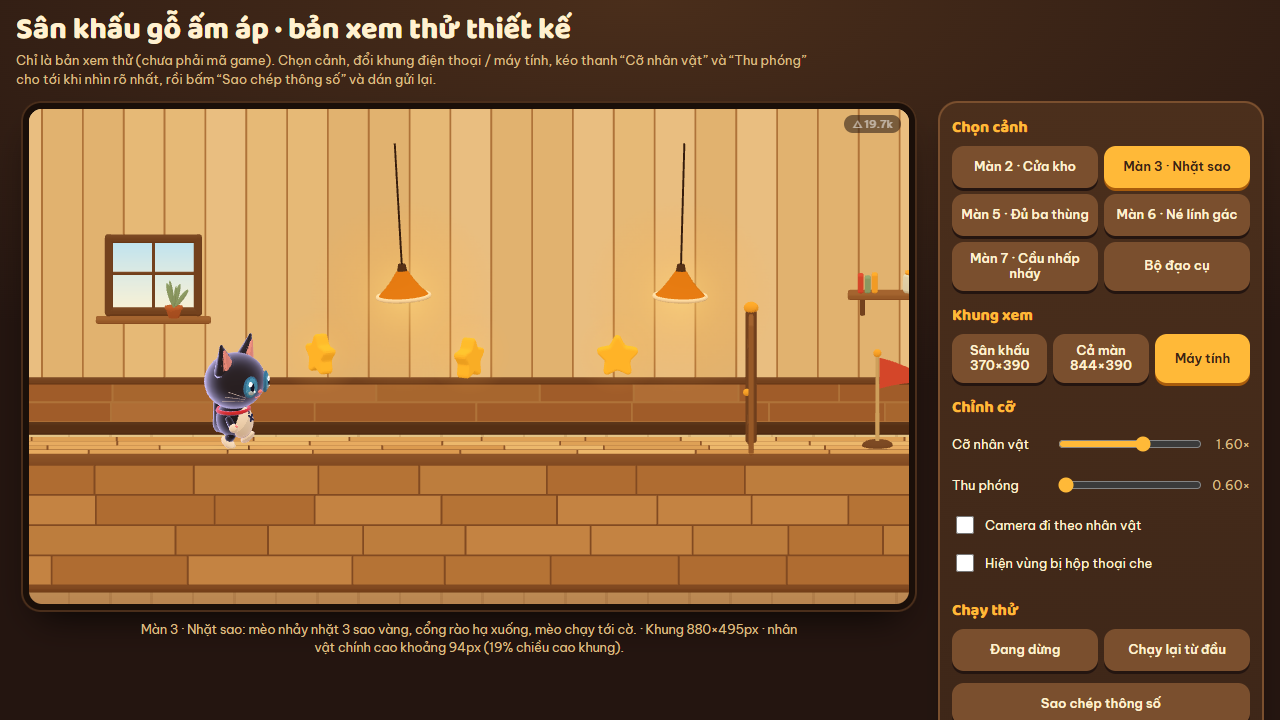 Sân khấu gỗ ấm áp · bản xem thử thiết kế
Chỉ là bản xem thử (chưa phải mã game). Chọn cảnh, đổi khung điện thoại / máy tính, kéo thanh “Cỡ nhân vật” và “Thu phóng”
cho tới khi nhìn rõ nhất, rồi bấm “Sao chép thông số” và dán gửi lại.
△ 19.7k
Chọn cảnh
Màn 2 · Cửa kho
Màn 3 · Nhặt sao
Màn 5 · Đủ ba thùng
Màn 6 · Né lính gác
Màn 7 · Cầu nhấp
nháy
Bộ đạo cụ
Khung xem
Sân khấu
370×390
Cả màn
844×390
Máy tính
Chỉnh cỡ
Cỡ nhân vật 1.60×
Thu phóng 0.60×
Camera đi theo nhân vật
Hiện vùng bị hộp thoại che
Chạy thử
Đang dừng
Chạy lại từ đầu
Sao chép thông số
Màn 3 · Nhặt sao: mèo nhảy nhặt 3 sao vàng, cổng rào hạ xuống, mèo chạy tới cờ. · Khung 880×495px · nhân
vật chính cao khoảng 94px (19% chiều cao khung).